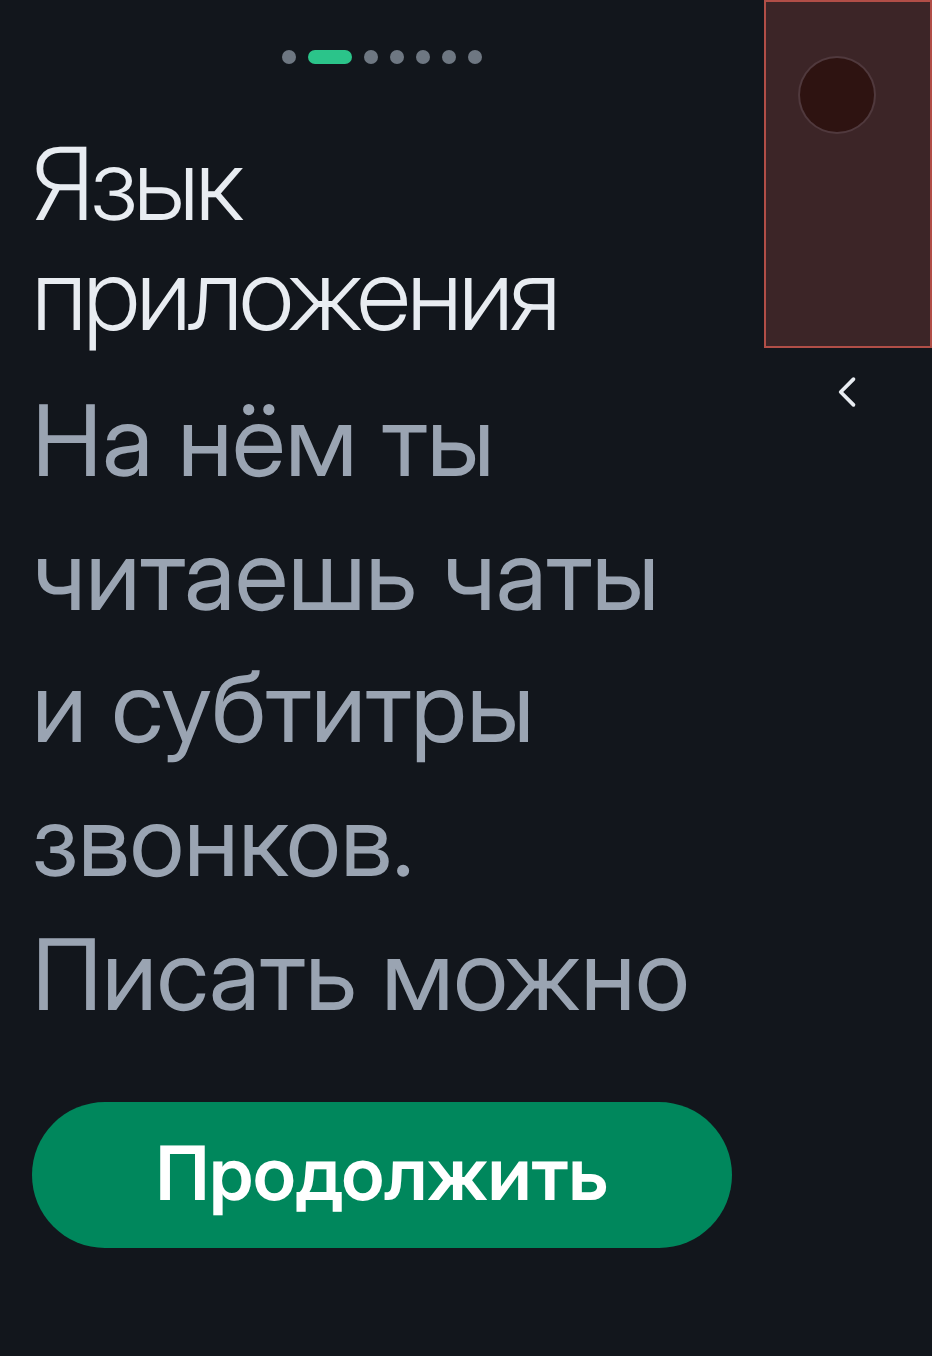 Язык
приложения
На нём ты
читаешь чаты
и субтитры
звонков.
Писать можно
Продолжить